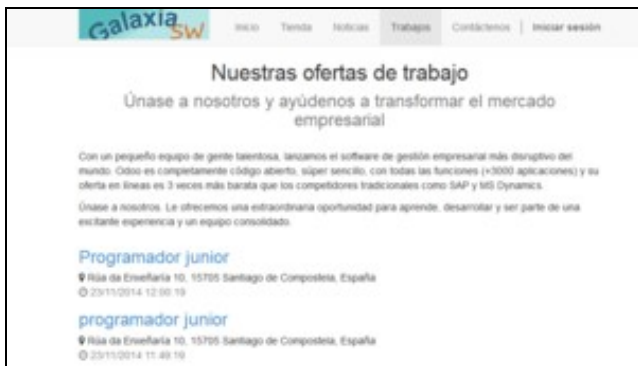 Galaxia
SW
Inicio Tienda Noticias Trabajos Contáctenos | Iniciar sesión
Nuestras ofertas de trabajo
Únase a nosotros y ayúdenos a transformar el mercado
empresarial
Con un pequeño equipo de gente talentosa, lanzamos el software de gestión empresarial más disruptivo del
mundo. Odoo es completamente código abierto, súper sencillo, con todas las funciones (+3000 aplicaciones) y su
oferta en líneas es 3 veces más barata que los competidores tradicionales como SAP y MS Dynamics.
Únase a nosotros. Le ofrecemos una extraordinaria oportunidad para aprende, desarrollar y ser parte de una
excitante experiencia y un equipo consolidado.
Programador junior
Rúa da 10, 15705 Santiago de Compostela, España
23/11/2014 12:00:19
programador junior
Rúa da 10, 15705 Santiago de Compostela, España
23/11/2014 11:49:19